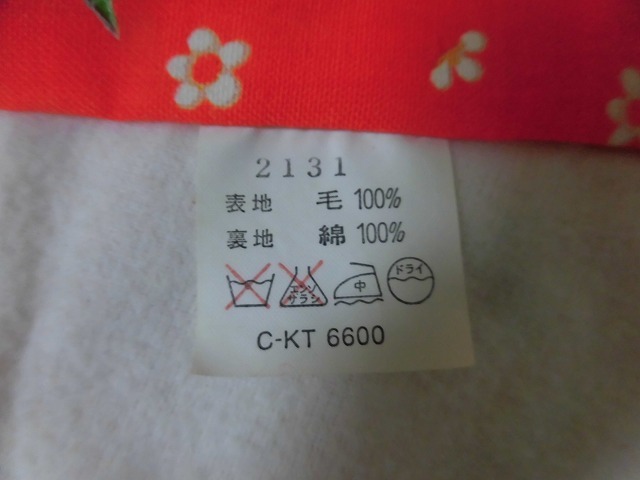 2131
表地 毛 100%
裏地 綿 100%
エンソ
サラシ
中
ドライ
C-KT 6600